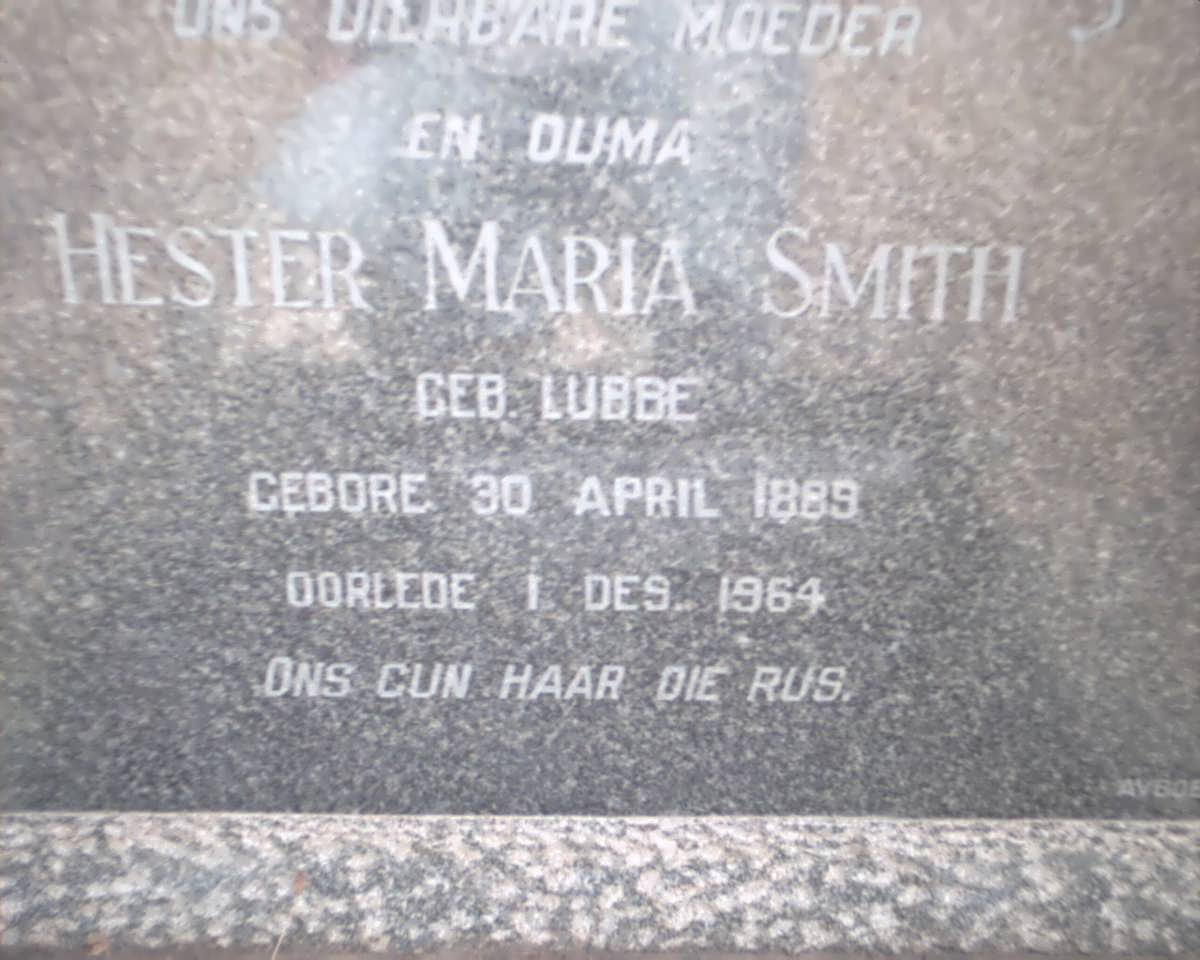 ONS DIERBARE MOEDER
EN OUMA
HESTER MARIA SMITH
GEB. LUBBE
GEBORE 30 APRIL 1889
OORLEDE 1 DES. 1964
ONS GUN HAAR DIE RUS.